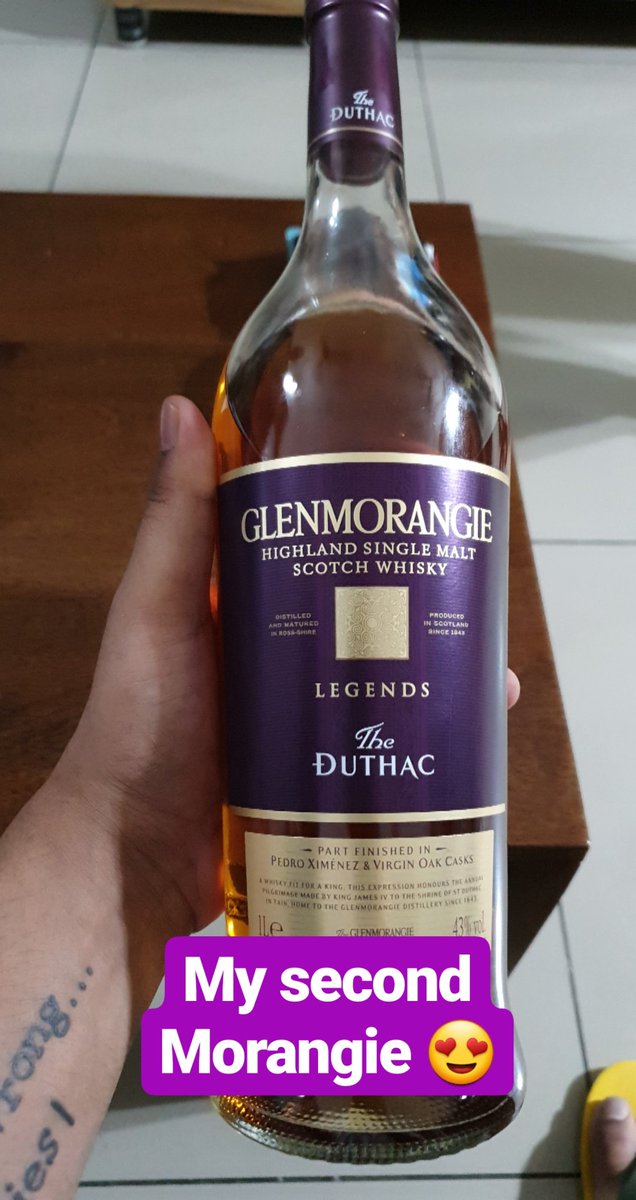 The
DUTHAC
GLENMORANGIE
HIGHLAND SINGLE MALT
SCOTCH WHISKY
DISTILLED
AND MATURED
IN ROSS-SHIRE
PRODUCED
IN SCOTLAND
SINCE 1843
LEGENDS
The
DUTHAC
PART FINISHED IN
PEDRO XIMÉNEZ & VIRGIN OAK CASKS
A WHISKY FIT FOR A KING, THIS EXPRESSION HONOURS THE ANNUAL
PILGRIMAGE MADE BY KING JAMES IV TO THE SHRINE OF ST DUTHAC
IN TAIN, HOME TO THE GLENMORANGIE DISTILLERY SINCE 1843.
1L e
The GLENMORANGIE
43% vol
My second
Morangie 😍